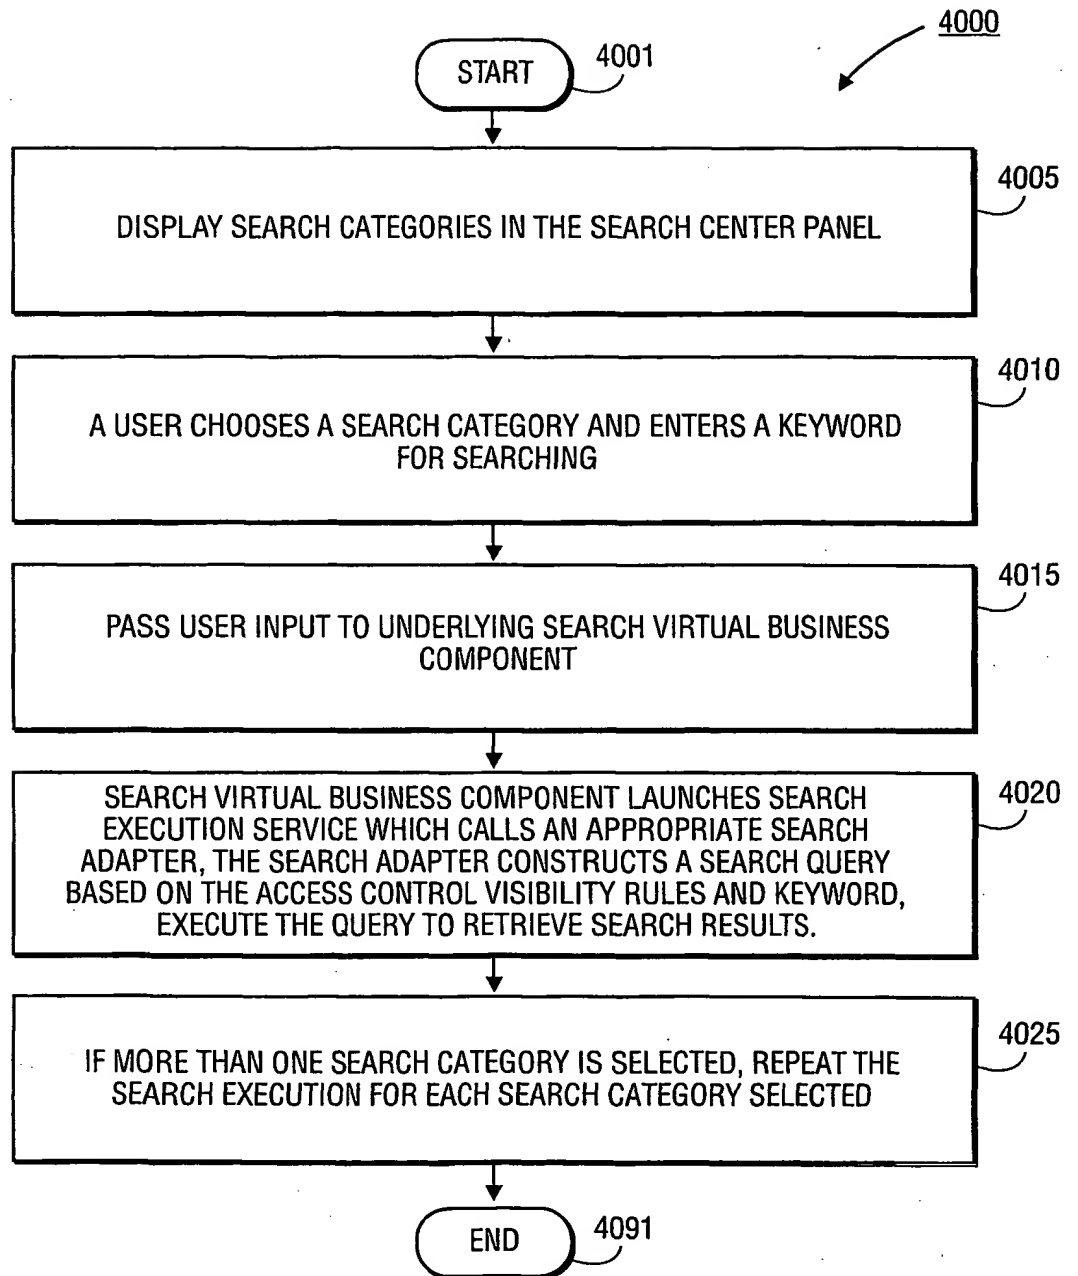 4000
START
4001
DISPLAY SEARCH CATEGORIES IN THE SEARCH CENTER PANEL
4005
A USER CHOOSES A SEARCH CATEGORY AND ENTERS A KEYWORD
FOR SEARCHING
4010
PASS USER INPUT TO UNDERLYING SEARCH VIRTUAL BUSINESS
COMPONENT
4015
SEARCH VIRTUAL BUSINESS COMPONENT LAUNCHES SEARCH
EXECUTION SERVICE WHICH CALLS AN APPROPRIATE SEARCH
ADAPTER, THE SEARCH ADAPTER CONSTRUCTS A SEARCH QUERY
BASED ON THE ACCESS CONTROL VISIBILITY RULES AND KEYWORD,
EXECUTE THE QUERY TO RETRIEVE SEARCH RESULTS.
4020
IF MORE THAN ONE SEARCH CATEGORY IS SELECTED, REPEAT THE
SEARCH EXECUTION FOR EACH SEARCH CATEGORY SELECTED
4025
END
4091